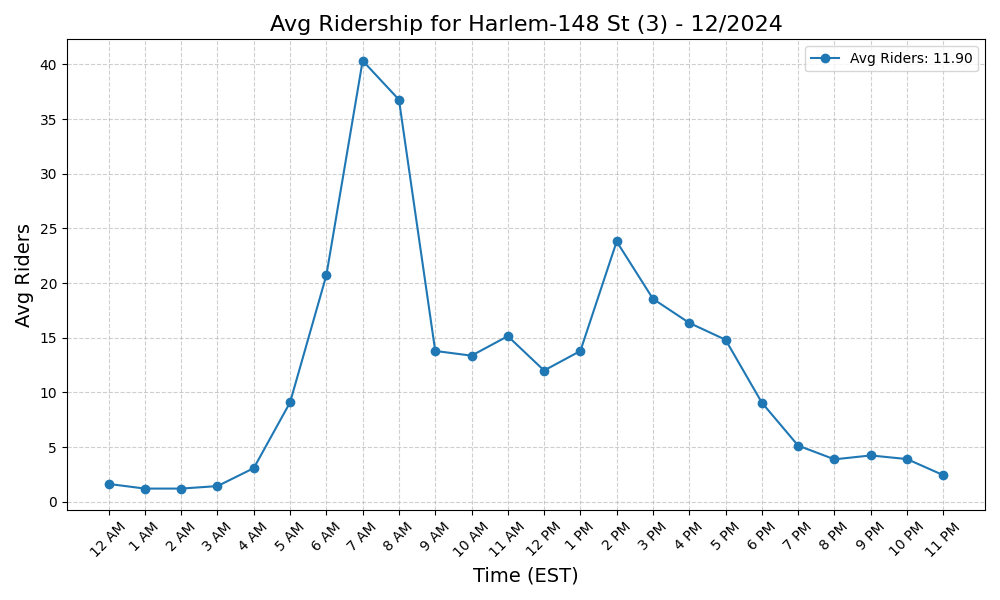 Avg Ridership for Harlem-148 St (3) - 12/2024
Avg Riders: 11.90
Avg Riders
40
35
30
25
20
15
10
5
0
12 AM
1 AM
2 AM
3 AM
4 AM
5 AM
6 AM
7 AM
8 AM
9 AM
10 AM
11 AM
12 PM
1 PM
2 PM
3 PM
4 PM
5 PM
6 PM
7 PM
8 PM
9 PM
10 PM
11 PM
Time (EST)